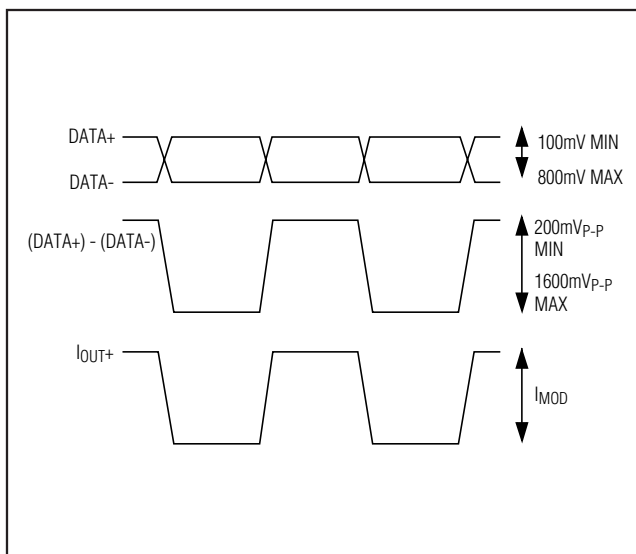 DATA+
100mV MIN
DATA-
800mV MAX
(DATA+) - (DATA-)
200mVP-P
MIN
1600mVP-P
MAX
IOUT+
IMOD